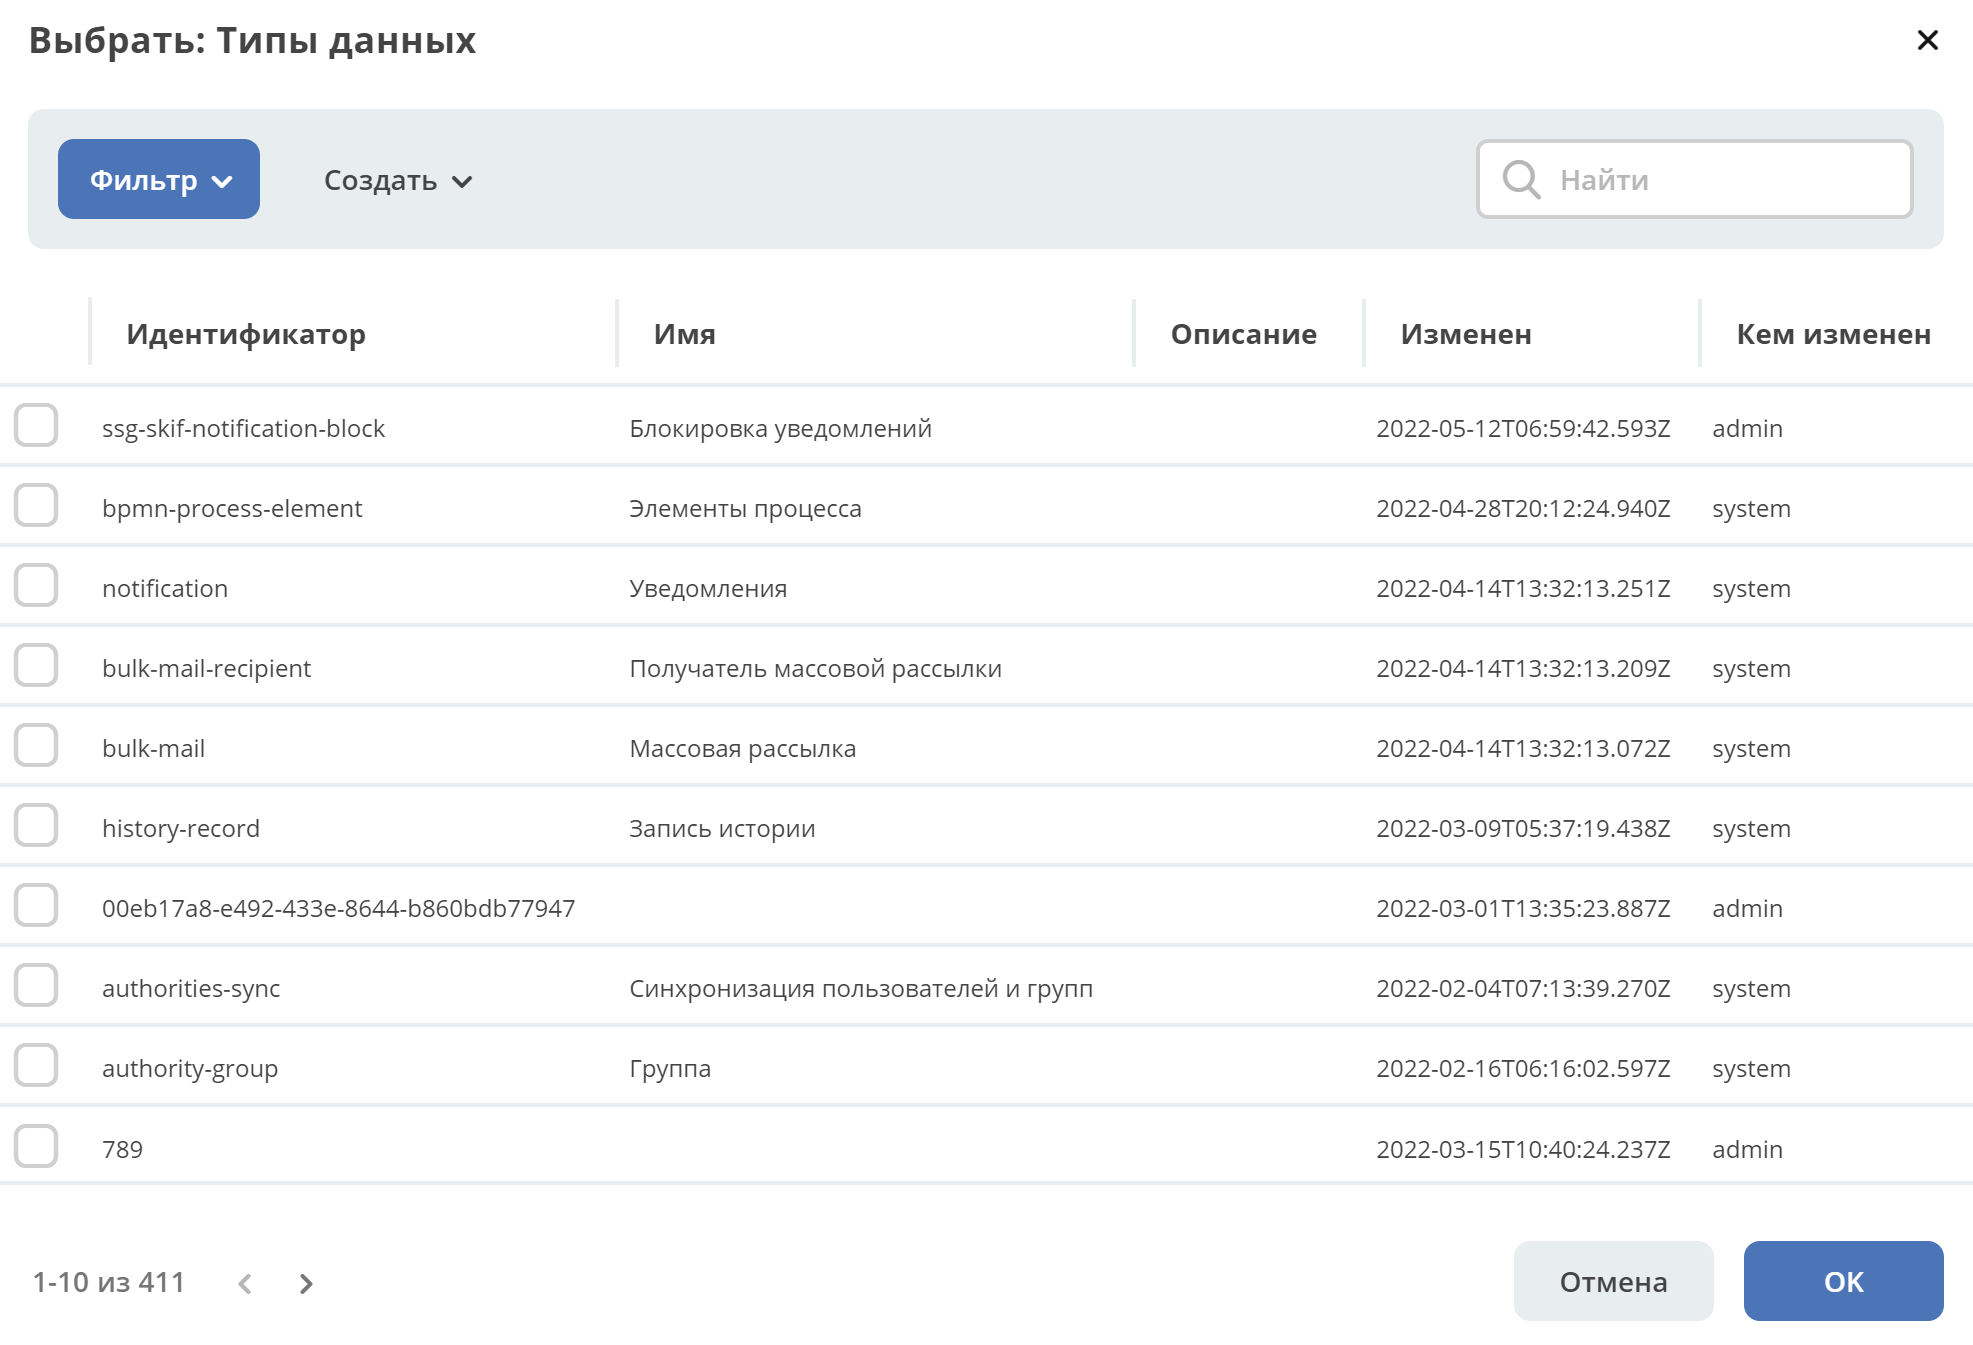 Выбрать: Типы данных
Фильтр Создать Найти
Идентификатор Имя Описание Изменен Кем изменен
ssg-skif-notification-block Блокировка уведомлений 2022-05-12T06:59:42.593Z admin
bpmn-process-element Элементы процесса 2022-04-28T20:12:24.940Z system
notification Уведомления 2022-04-14T13:32:13.251Z system
bulk-mail-recipient Получатель массовой рассылки 2022-04-14T13:32:13.209Z system
bulk-mail Массовая рассылка 2022-04-14T13:32:13.072Z system
history-record Запись истории 2022-03-09T05:37:19.438Z system
00eb17a8-e492-433e-8644-b860bdb77947 2022-03-01T13:35:23.887Z admin
authorities-sync Синхронизация пользователей и групп 2022-02-04T07:13:39.270Z system
authority-group Группа 2022-02-16T06:16:02.597Z system
789 2022-03-15T10:40:24.237Z admin
1-10 из 411 Отмена OK